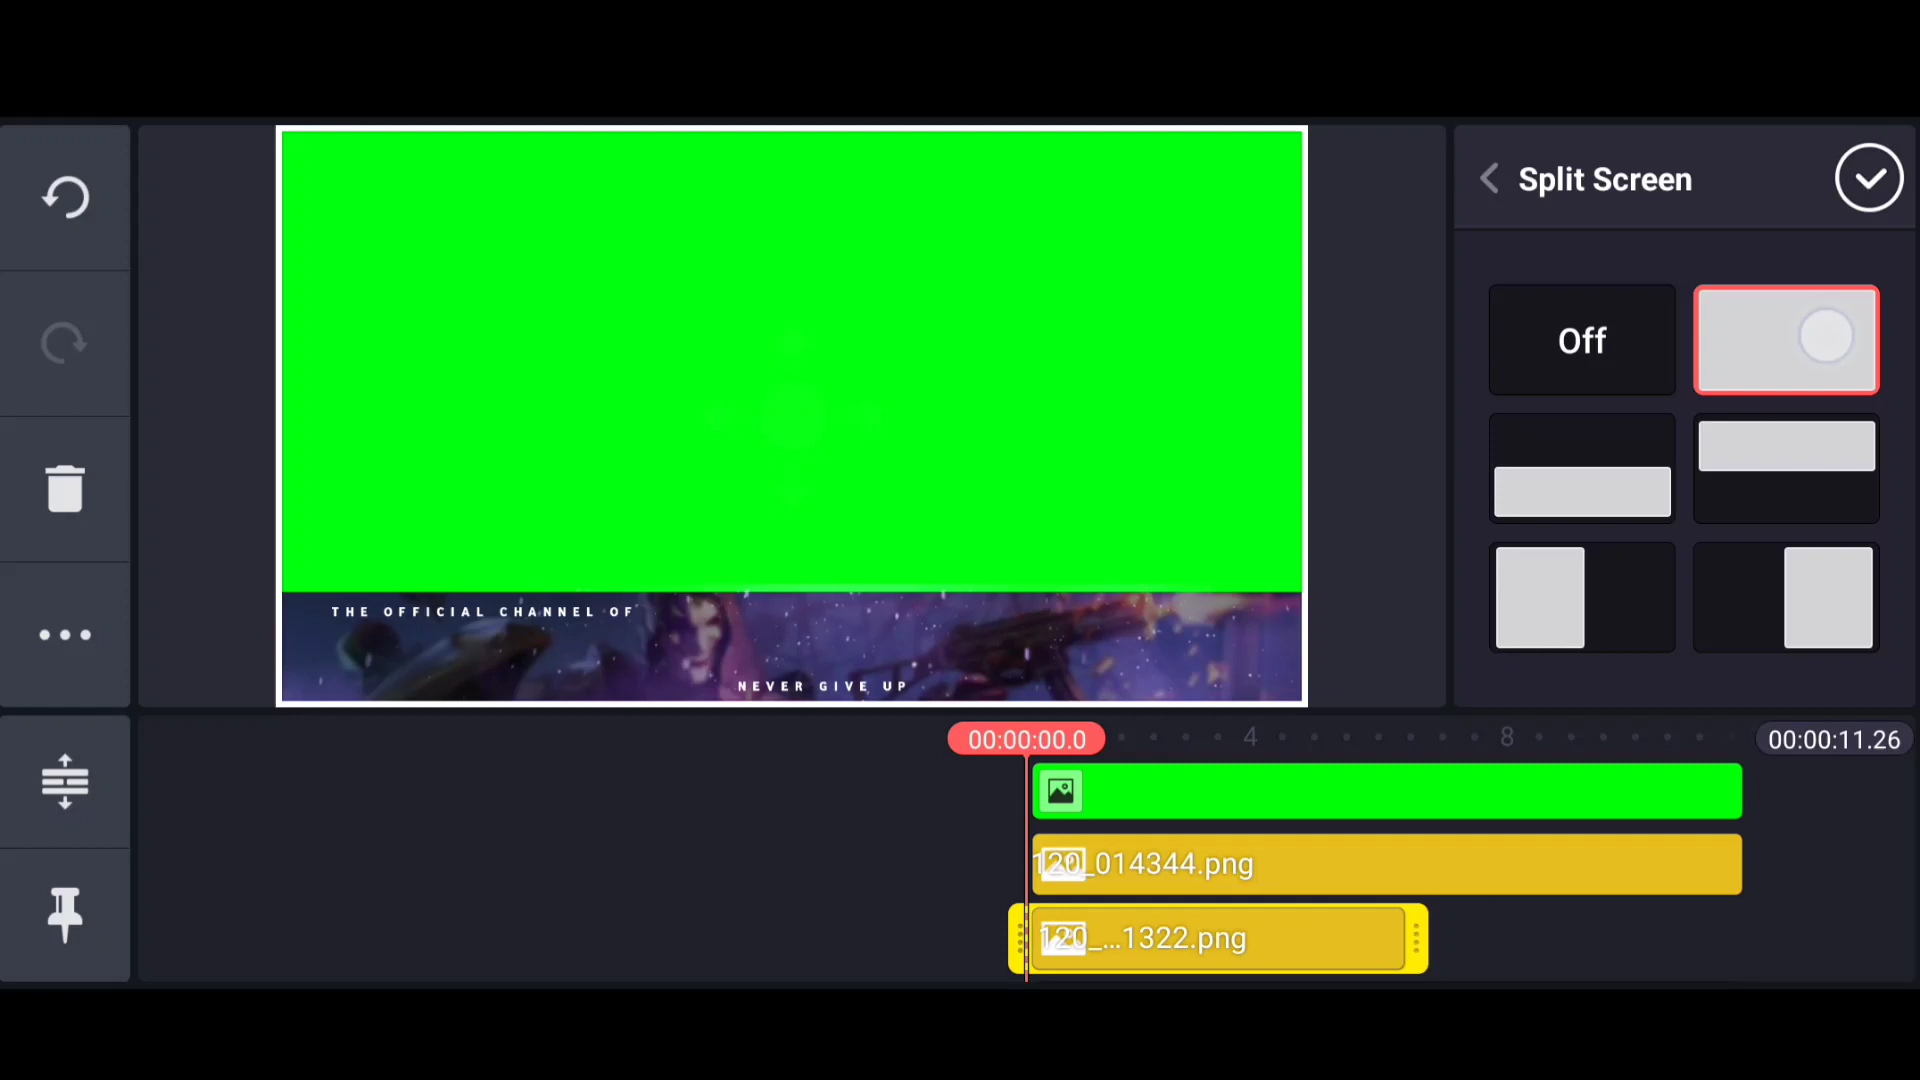 Split Screen
Off
THE OFFICIAL CHANNEL OF
NEVER GIVE UP
00:00:00.0
4
8
00:00:11.26
120_014344.png
120_...1322.png